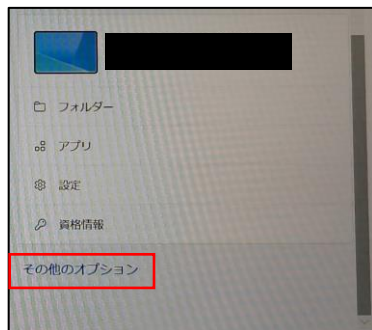 フォルダー
アプリ
設定
資格情報
その他のオプション